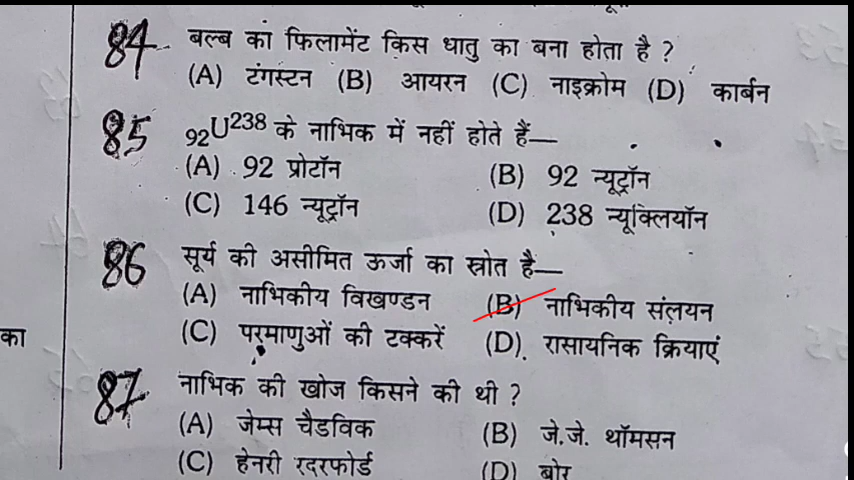 84 बल्ब का फिलामेंट किस धातु का बना होता है ?
(A) टंगस्टन (B) आयरन (C) नाइक्रोम (D) कार्बन
85 ₉₂U²³⁸ के नाभिक में नहीं होते हैं—
(A) 92 प्रोटॉन (B) 92 न्यूट्रॉन
(C) 146 न्यूट्रॉन (D) 238 न्यूक्लियॉन
86 सूर्य की असीमित ऊर्जा का स्रोत है—
(A) नाभिकीय विखण्डन (B) नाभिकीय संलयन
का
(C) परमाणुओं की टक्करें (D) रासायनिक क्रियाएं
87 नाभिक की खोज किसने की थी ?
(A) जेम्स चैडविक (B) जे.जे. थॉमसन
(C) हेनरी रदरफोर्ड (D) बोर